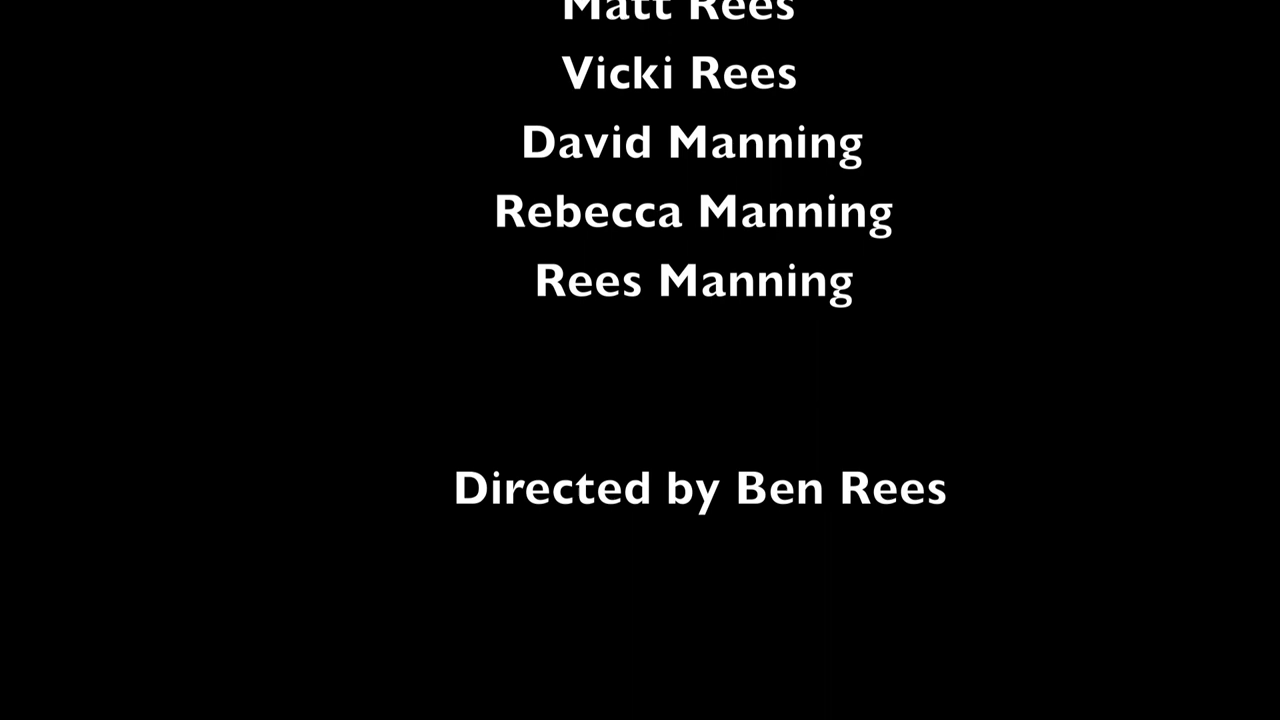 Matt Rees
Vicki Rees
David Manning
Rebecca Manning
Rees Manning
Directed by Ben Rees